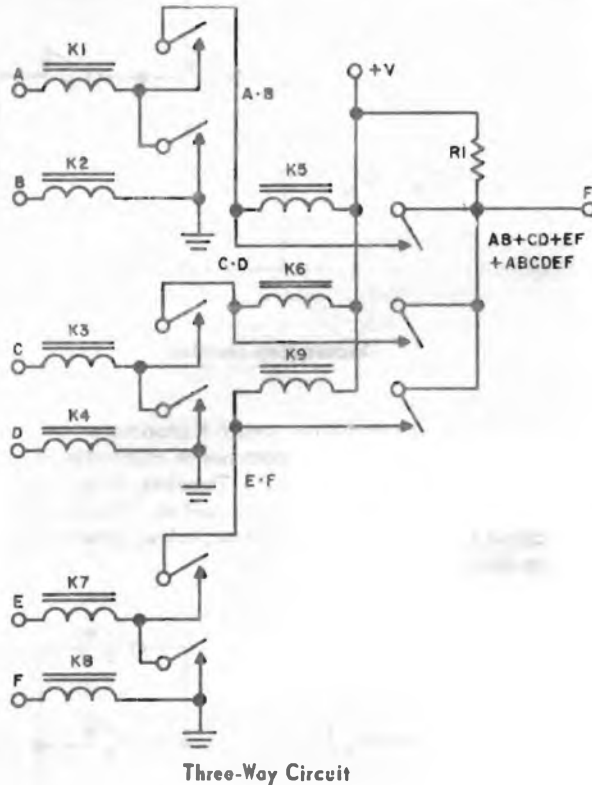 A
K1
A·B
+V
B
K2
K5
R1
F
AB+CD+EF
+ABCDEF
C·D
K6
C
K3
K9
D
K4
E·F
E
K7
F
K8
Three-Way Circuit